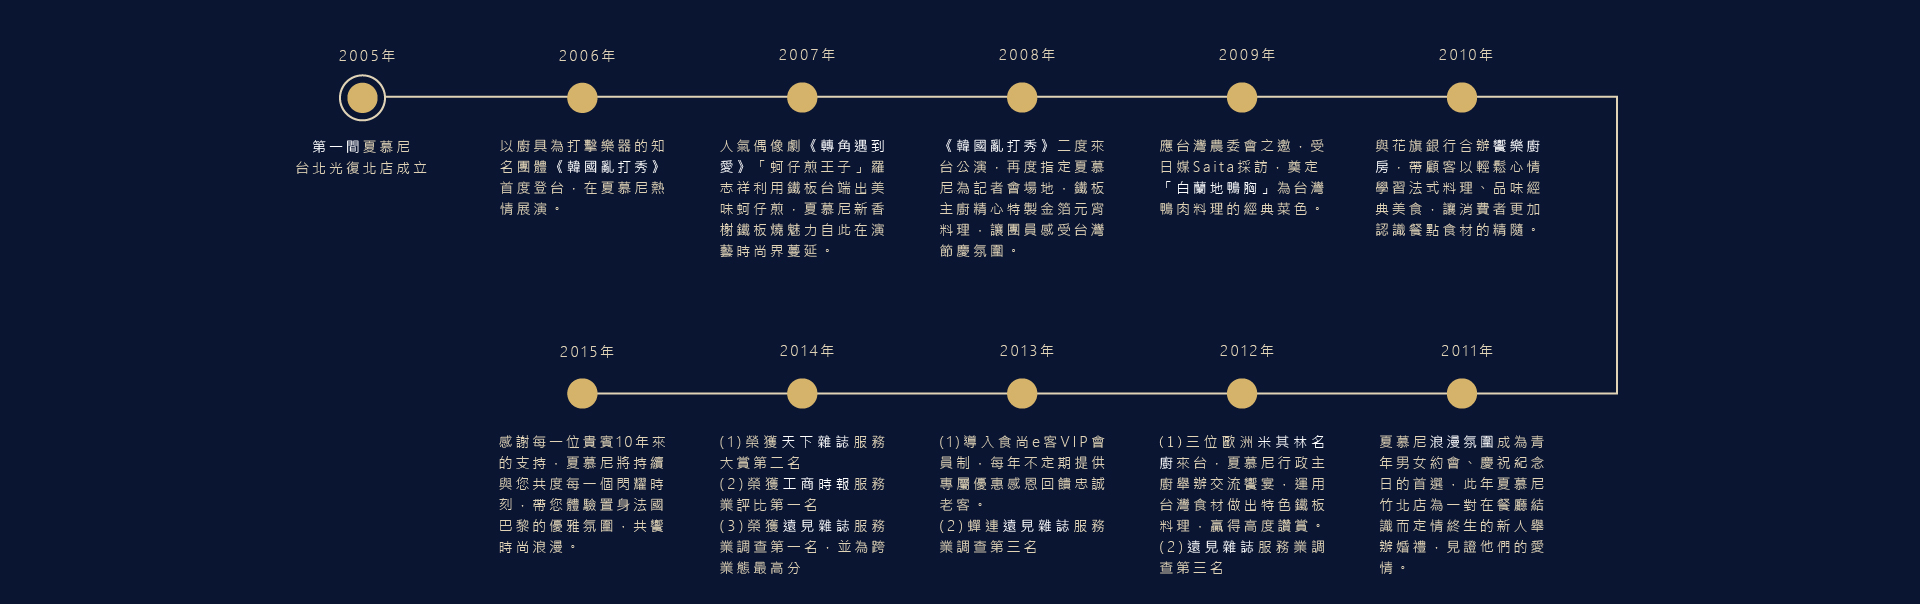 2005年
第一間夏慕尼
台北光復北店成立
2006年
以廚具為打擊樂器的知
名團體《韓國亂打秀》
首度登台，在夏慕尼熱
情展演。
2007年
人氣偶像劇《轉角遇到
愛》「蚵仔煎王子」羅
志祥利用鐵板台端出美
味蚵仔煎，夏慕尼新香
榭鐵板燒魅力自此在演
藝時尚界蔓延。
2008年
《韓國亂打秀》二度來
台公演，再度指定夏慕
尼為記者會場地，鐵板
主廚精心特製金箔元宵
料理，讓團員感受台灣
節慶氛圍。
2009年
應台灣農委會之邀，受
日媒Saita採訪，奠定
「白蘭地鴨胸」為台灣
鴨肉料理的經典菜色。
2010年
與花旗銀行合辦饗樂廚
房，帶顧客以輕鬆心情
學習法式料理、品味經
典美食，讓消費者更加
認識餐點食材的精隨。
2011年
夏慕尼浪漫氛圍成為青
年男女約會、慶祝紀念
日的首選，此年夏慕尼
竹北店為一對在餐廳結
識而定情終生的新人舉
辦婚禮，見證他們的愛
情。
2012年
(1)三位歐洲米其林名
廚來台，夏慕尼行政主
廚舉辦交流饗宴，運用
台灣食材做出特色鐵板
料理，贏得高度讚賞。
(2)遠見雜誌服務業調
查第三名
2013年
(1)導入食尚e客VIP會
員制，每年不定期提供
專屬優惠感恩回饋忠誠
老客。
(2)蟬連遠見雜誌服務
業調查第三名
2014年
(1)榮獲天下雜誌服務
大賞第二名
(2)榮獲工商時報服務
業評比第一名
(3)榮獲遠見雜誌服務
業調查第一名，並為跨
業態最高分
2015年
感謝每一位貴賓10年來
的支持，夏慕尼將持續
與您共度每一個閃耀時
刻，帶您體驗置身法國
巴黎的優雅氛圍，共饗
時尚浪漫。